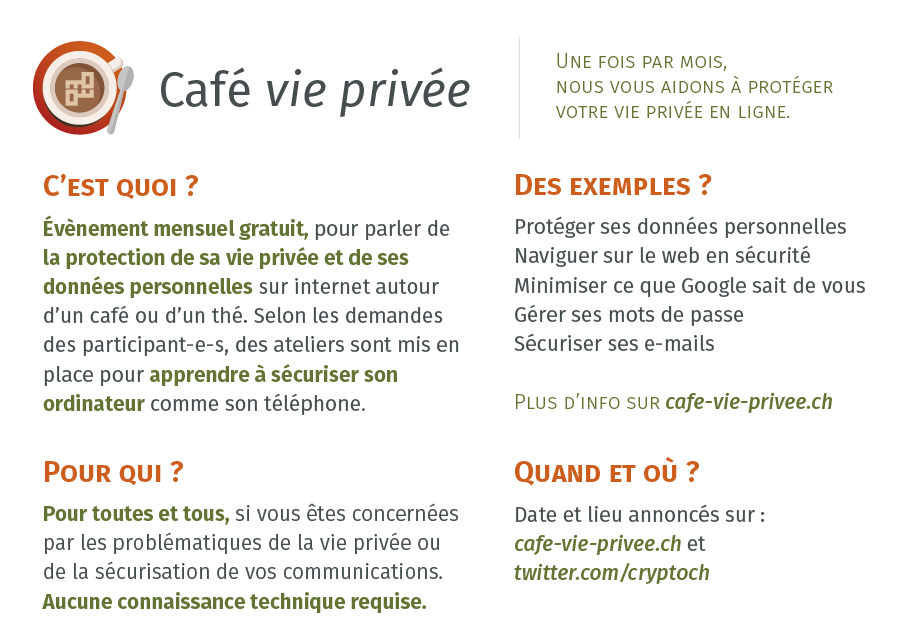 Café vie privée
Une fois par mois,
nous vous aidons à protéger
votre vie privée en ligne.
C’est quoi ?
Évènement mensuel gratuit, pour parler de
la protection de sa vie privée et de ses
données personnelles sur internet autour
d’un café ou d’un thé. Selon les demandes
des participant-e-s, des ateliers sont mis en
place pour apprendre à sécuriser son
ordinateur comme son téléphone.
Pour qui ?
Pour toutes et tous, si vous êtes concernées
par les problématiques de la vie privée ou
de la sécurisation de vos communications.
Aucune connaissance technique requise.
Des exemples ?
Protéger ses données personnelles
Naviguer sur le web en sécurité
Minimiser ce que Google sait de vous
Gérer ses mots de passe
Sécuriser ses e-mails
Plus d’info sur cafe-vie-privee.ch
Quand et où ?
Date et lieu annoncés sur :
cafe-vie-privee.ch et
twitter.com/cryptoch